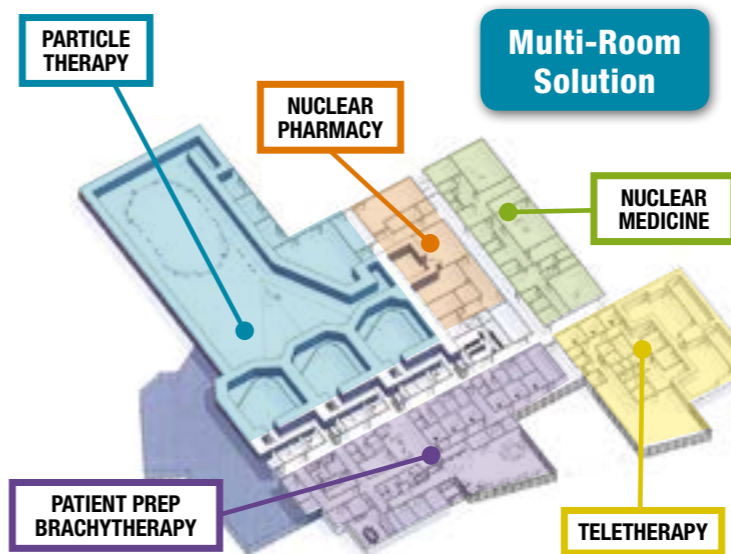 PARTICLE
THERAPY
Multi-Room
Solution
NUCLEAR
PHARMACY
NUCLEAR
MEDICINE
PATIENT PREP
BRACHYTHERAPY
TELETHERAPY